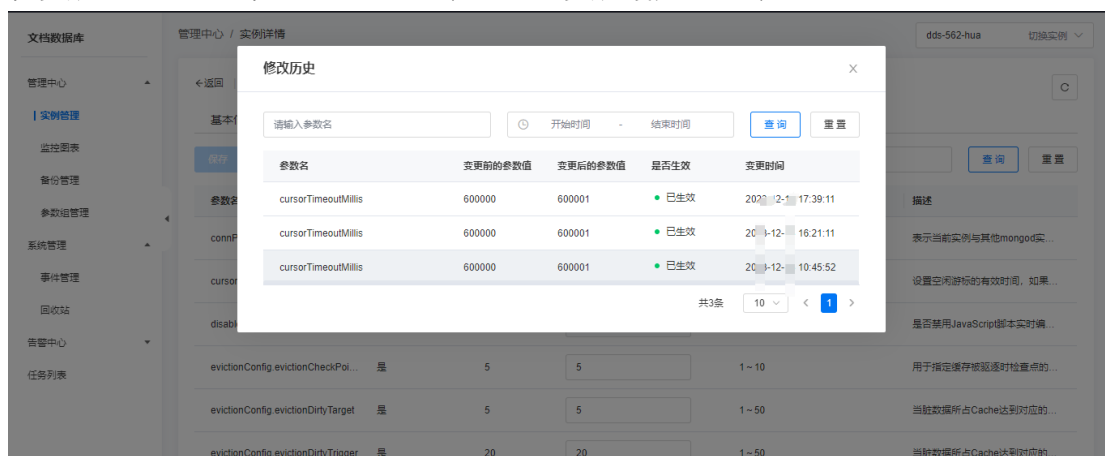 文档数据库
管理中心 / 实例详情
dds-562-hua 切换实例
管理中心
实例管理
监控图表
备份管理
参数组管理
系统管理
事件管理
回收站
告警中心
任务列表
←返回
修改历史
请输入参数名 开始时间 - 结束时间 查 询 重 置
参数名 变更前的参数值 变更后的参数值 是否生效 变更时间
cursorTimeoutMillis 600000 600001 已生效 17:39:11
cursorTimeoutMillis 600000 600001 已生效 16:21:11
cursorTimeoutMillis 600000 600001 已生效 10:45:52
共3条 10 < 1 >
保存 查 询 重 置
描述
表示当前实例与其他mongod实...
设置空闲游标的有效时间，如果...
是否禁用JavaScript脚本实时编...
evictionConfig.evictionCheckPoi... 是 5 5 1 ~ 10 用于指定缓存被驱逐时检查点的...
evictionConfig.evictionDirtyTarget 是 5 5 1 ~ 50 当脏数据所占Cache达到对应的...
evictionConfig.evictionDirtyTrigger 是 20 20 1 ~ 50 当脏数据所占Cache达到对应的...